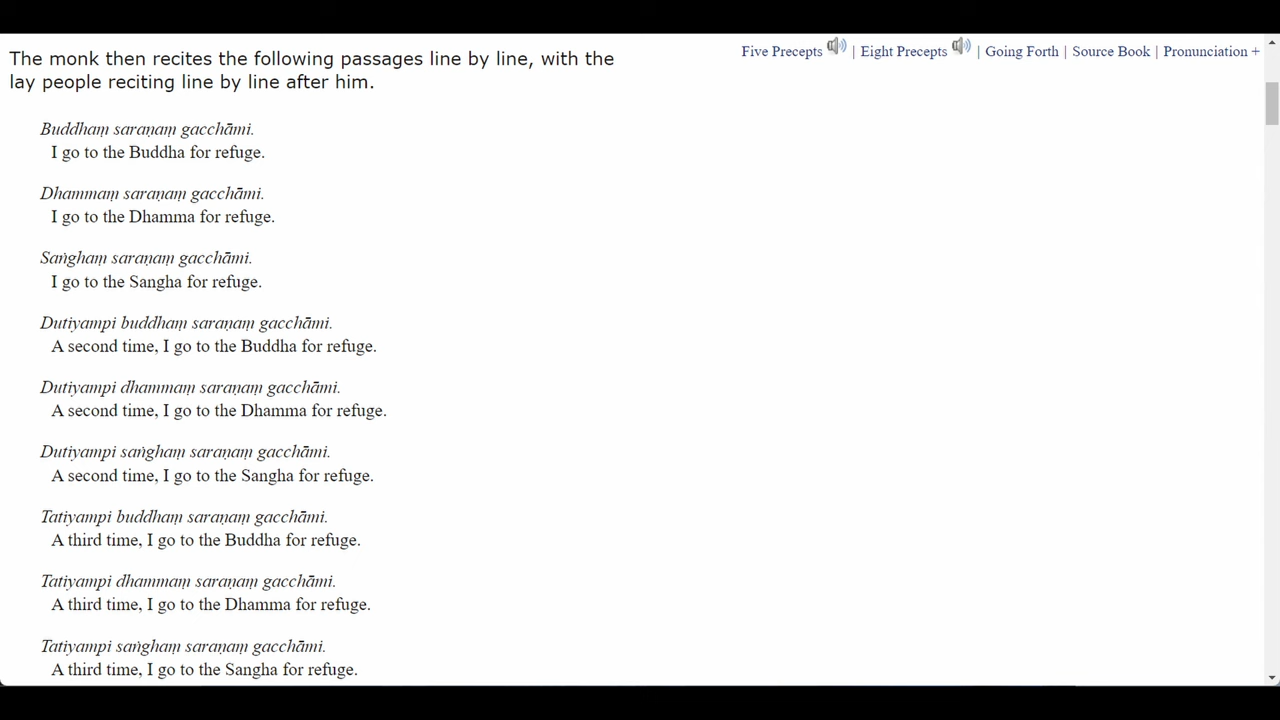 The monk then recites the following passages line by line, with the
lay people reciting line by line after him.
Five Precepts | Eight Precepts | Going Forth | Source Book | Pronunciation +
Buddhaṃ saraṇaṃ gacchāmi.
I go to the Buddha for refuge.
Dhammaṃ saraṇaṃ gacchāmi.
I go to the Dhamma for refuge.
Saṅghaṃ saraṇaṃ gacchāmi.
I go to the Sangha for refuge.
Dutiyampi buddhaṃ saraṇaṃ gacchāmi.
A second time, I go to the Buddha for refuge.
Dutiyampi dhammaṃ saraṇaṃ gacchāmi.
A second time, I go to the Dhamma for refuge.
Dutiyampi saṅghaṃ saraṇaṃ gacchāmi.
A second time, I go to the Sangha for refuge.
Tatiyampi buddhaṃ saraṇaṃ gacchāmi.
A third time, I go to the Buddha for refuge.
Tatiyampi dhammaṃ saraṇaṃ gacchāmi.
A third time, I go to the Dhamma for refuge.
Tatiyampi saṅghaṃ saraṇaṃ gacchāmi.
A third time, I go to the Sangha for refuge.